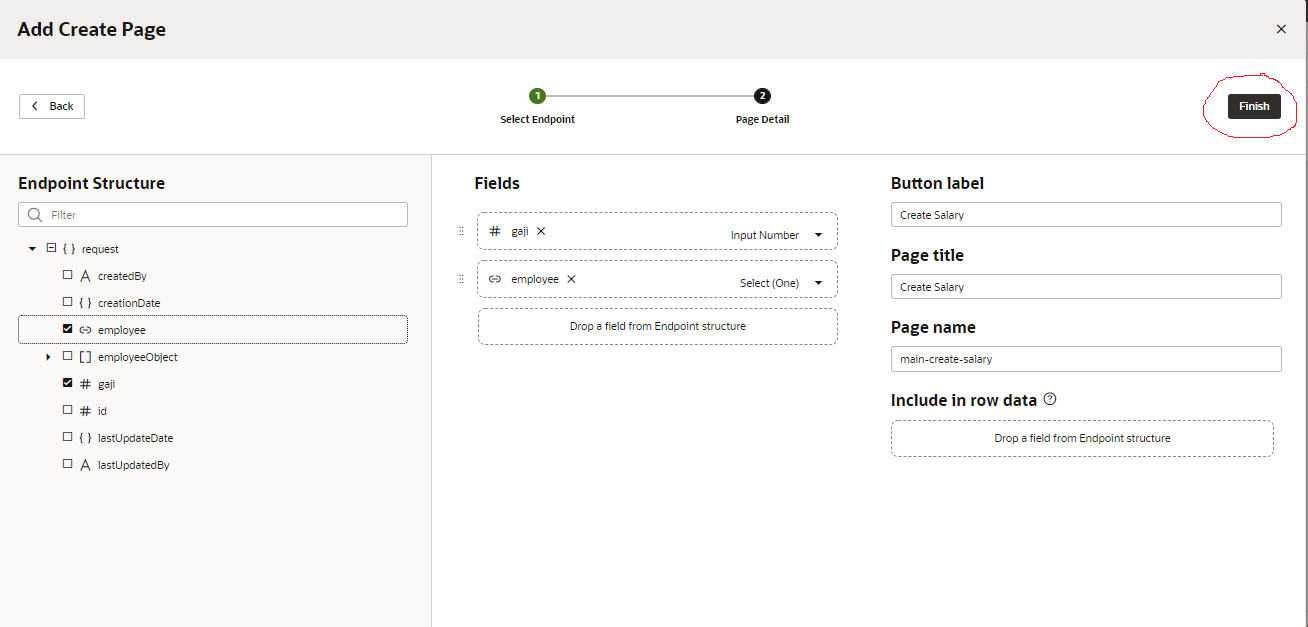 Add Create Page
Back
1
2
Select Endpoint
Page Detail
Finish
Endpoint Structure
Filter
{ } request
A createdBy
{ } creationDate
employee
[ ] employeeObject
# gaji
# id
{ } lastUpdateDate
A lastUpdatedBy
Fields
# gaji
Input Number
employee
Select (One)
Drop a field from Endpoint structure
Button label
Create Salary
Page title
Create Salary
Page name
main-create-salary
Include in row data ?
Drop a field from Endpoint structure